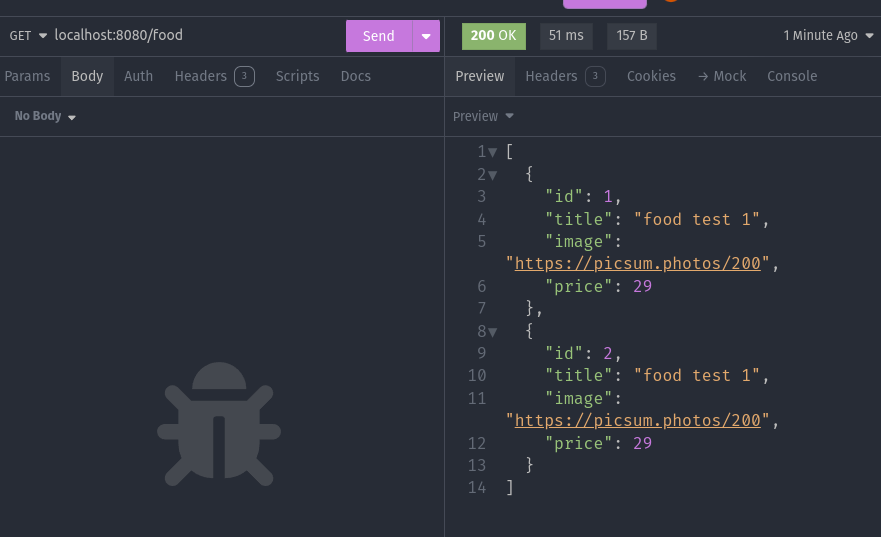 GET localhost:8080/food Send 200 OK 51 ms 157 B 1 Minute Ago
Params Body Auth Headers 3 Scripts Docs Preview Headers 3 Cookies → Mock Console
No Body Preview
1 [
2 {
3 "id": 1,
4 "title": "food test 1",
5 "image":
"https://picsum.photos/200",
6 "price": 29
7 },
8 {
9 "id": 2,
10 "title": "food test 1",
11 "image":
"https://picsum.photos/200",
12 "price": 29
13 }
14 ]